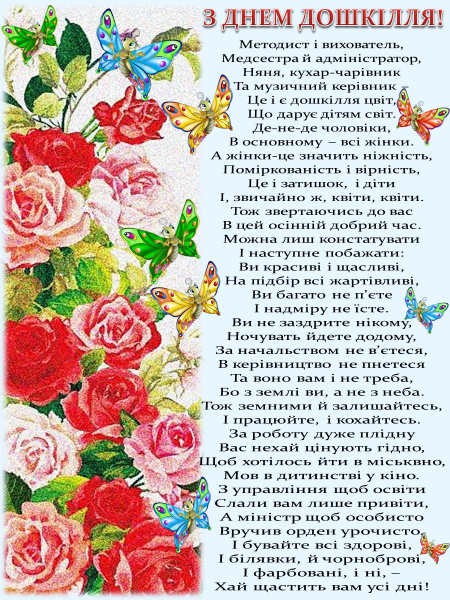 З ДНЕМ ДОШКІЛЛЯ!
Методист і вихователь,
Медсестра й адміністратор,
Няня, кухар-чарівник
Та музичний керівник –
Це і є дошкілля цвіт,
Що дарує дітям світ.
Де-не-де чоловіки,
В основному – всі жінки.
А жінки-це значить ніжність,
Поміркованість і вірність,
Це і затишок, і діти
І, звичайно ж, квіти, квіти.
Тож звертаючись до вас
В цей осінній добрий час.
Можна лиш констатувати
І наступне побажати:
Ви красиві і щасливі,
На підбір всі жартівливі,
Ви багато не п'єте
І надміру не їсте.
Ви не заздрите нікому,
Ночувать йдете додому,
За начальством не в'єтеся,
В керівництво не пнетеся
Та воно вам і не треба,
Бо з землі ви, а не з неба.
Тож земними й залишайтесь,
І працюйте, і кохайтесь.
За роботу дуже плідну
Вас нехай цінують гідно,
Щоб хотілось йти в міськвно,
Мов в дитинстві у кіно.
З управління щоб освіти
Слали вам лише привіти,
А міністр щоб особисто
Вручив орден урочисто.
І бувайте всі здорові,
І білявки, й чорноброві,
І фарбовані, і ні, –
Хай щастить вам усі дні!